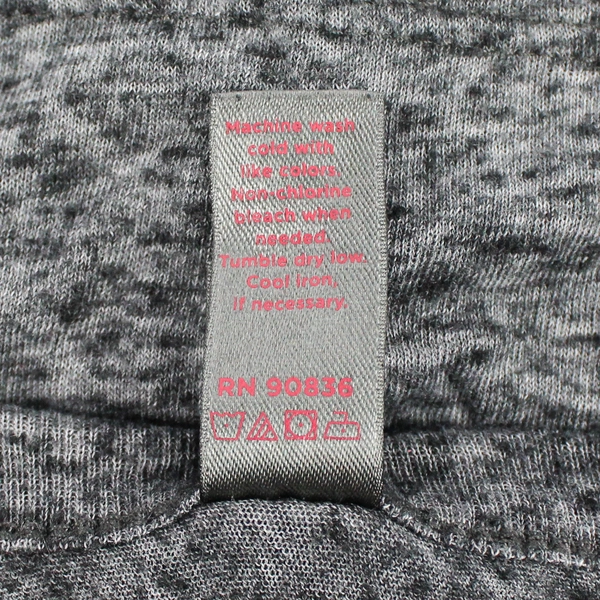 Machine wash
cold with
like colors.
Non-chlorine
bleach when
needed.
Tumble dry low.
Cool iron,
if necessary.
RN 90836